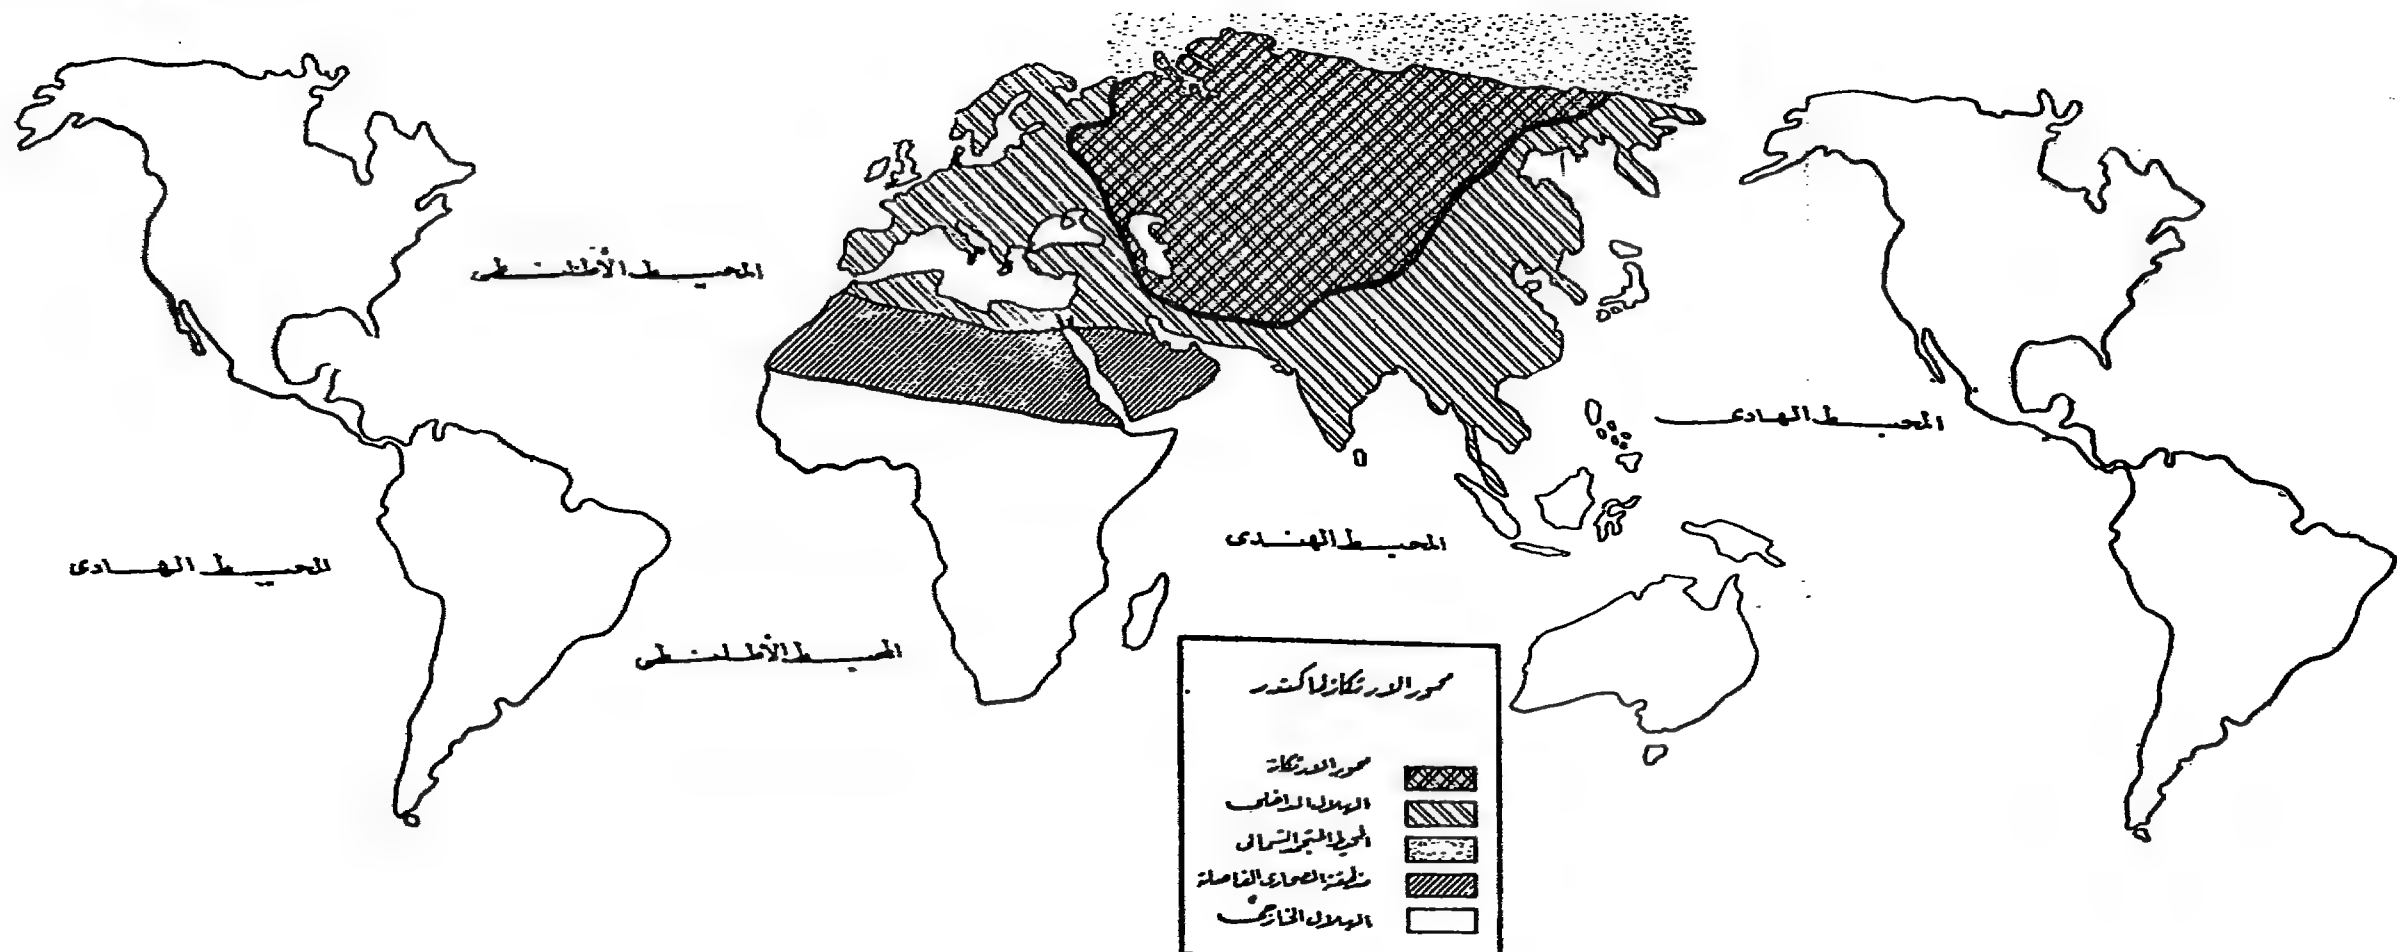 المحيط الأطلنطى
المحيط الهادى
المحيط الهندى
المحيط الهادى
المحيط الأطلنطى
محور الارتكاز لماكندر
محور الارتكاز
الهلال الداخلى
المحيط المتجمد الشمالى
منطقة الصحارى الفاصلة
الهلال الخارجى